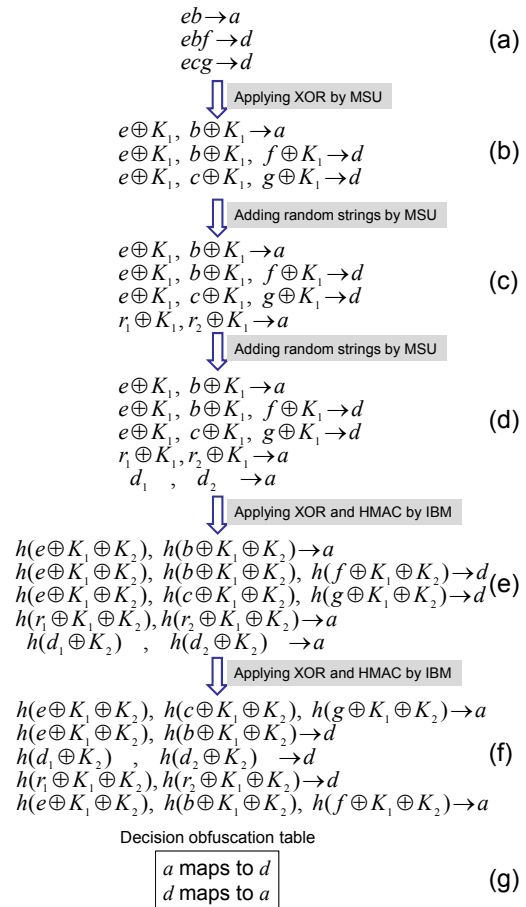 eb→a
ebf→d
ecg→d
(a)
Applying XOR by MSU
e⊕K₁, b⊕K₁→a
e⊕K₁, b⊕K₁, f⊕K₁→d
e⊕K₁, c⊕K₁, g⊕K₁→d
(b)
Adding random strings by MSU
e⊕K₁, b⊕K₁→a
e⊕K₁, b⊕K₁, f⊕K₁→d
e⊕K₁, c⊕K₁, g⊕K₁→d
r₁⊕K₁, r₂⊕K₁→a
(c)
Adding random strings by MSU
e⊕K₁, b⊕K₁→a
e⊕K₁, b⊕K₁, f⊕K₁→d
e⊕K₁, c⊕K₁, g⊕K₁→d
r₁⊕K₁, r₂⊕K₁→a
d₁ , d₂ →a
(d)
Applying XOR and HMAC by IBM
h(e⊕K₁⊕K₂), h(b⊕K₁⊕K₂)→a
h(e⊕K₁⊕K₂), h(b⊕K₁⊕K₂), h(f⊕K₁⊕K₂)→d
h(e⊕K₁⊕K₂), h(c⊕K₁⊕K₂), h(g⊕K₁⊕K₂)→d
h(r₁⊕K₁⊕K₂), h(r₂⊕K₁⊕K₂)→a
h(d₁⊕K₂) , h(d₂⊕K₂) →a
(e)
Applying XOR and HMAC by IBM
h(e⊕K₁⊕K₂), h(c⊕K₁⊕K₂), h(g⊕K₁⊕K₂)→a
h(e⊕K₁⊕K₂), h(b⊕K₁⊕K₂)→d
h(d₁⊕K₂) , h(d₂⊕K₂) →d
h(r₁⊕K₁⊕K₂), h(r₂⊕K₁⊕K₂)→d
h(e⊕K₁⊕K₂), h(b⊕K₁⊕K₂), h(f⊕K₁⊕K₂)→a
(f)
Decision obfuscation table
a maps to d
d maps to a
(g)